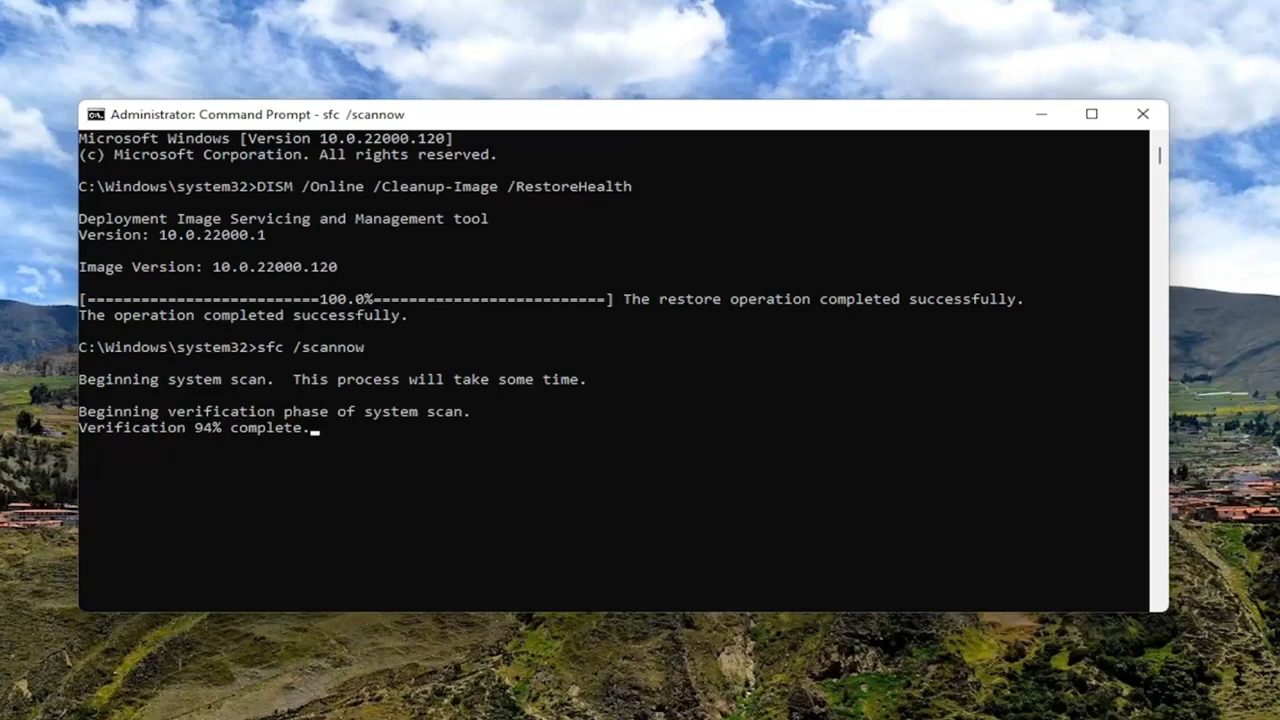 Administrator: Command Prompt - sfc /scannow
Microsoft Windows [Version 10.0.22000.120]
(c) Microsoft Corporation. All rights reserved.
C:\Windows\system32>DISM /Online /Cleanup-Image /RestoreHealth
Deployment Image Servicing and Management tool
Version: 10.0.22000.1
Image Version: 10.0.22000.120
[==========================100.0%==========================] The restore operation completed successfully.
The operation completed successfully.
C:\Windows\system32>sfc /scannow
Beginning system scan.  This process will take some time.
Beginning verification phase of system scan.
Verification 94% complete.